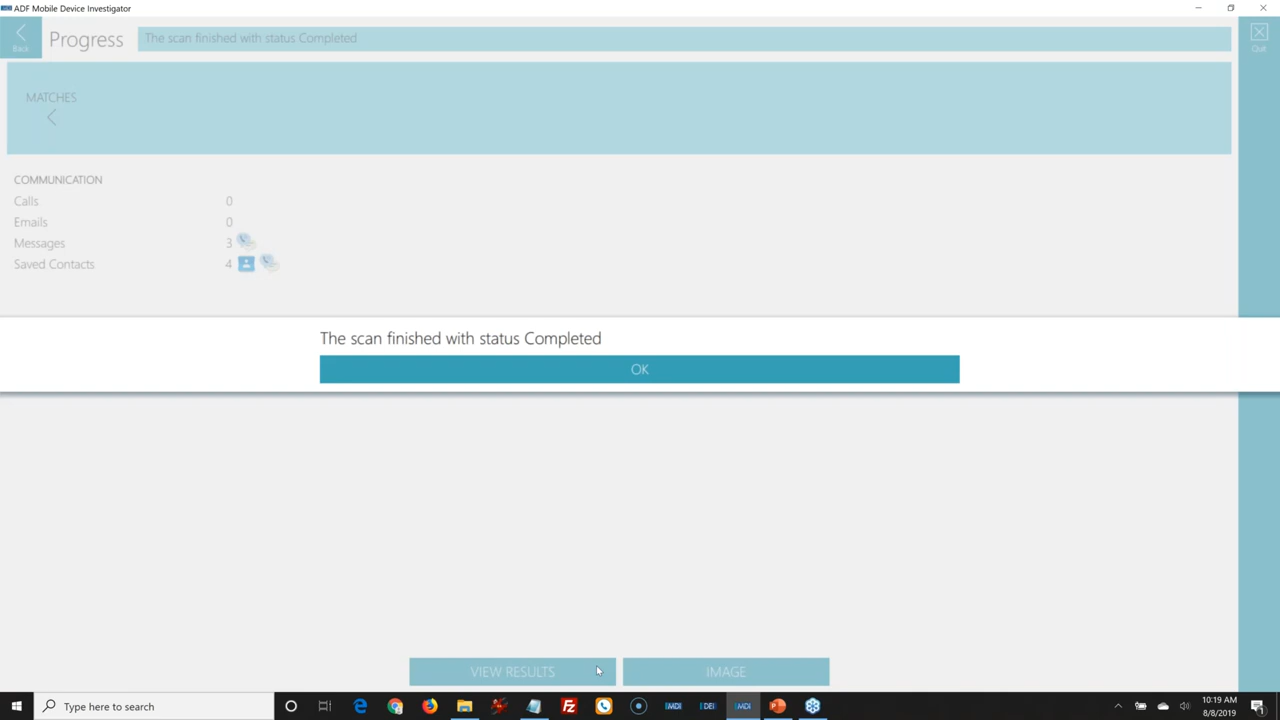 ADF Mobile Device Investigator
Back
Progress
The scan finished with status Completed
Quit
MATCHES
COMMUNICATION
Calls 0
Emails 0
Messages 3
Saved Contacts 4
The scan finished with status Completed
OK
VIEW RESULTS
IMAGE
Type here to search
MDI
DEI
MDI
10:19 AM
8/8/2019
1